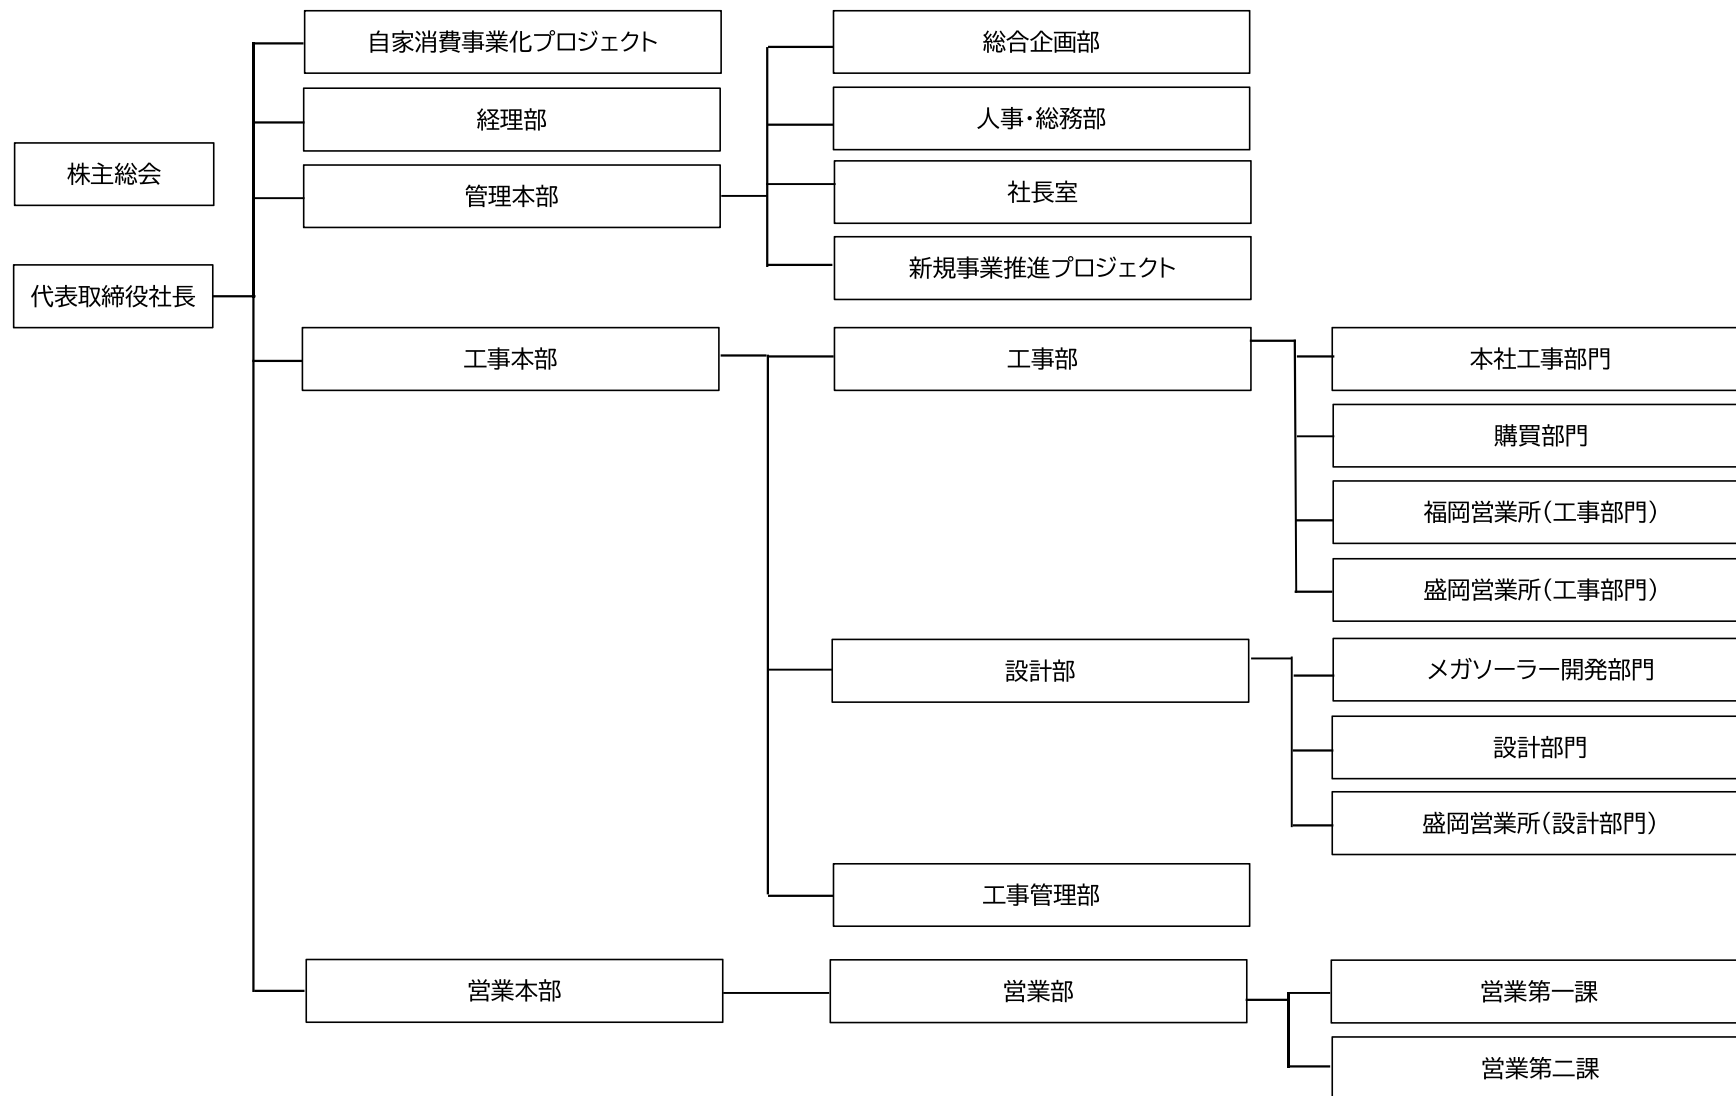 株主総会
代表取締役社長
自家消費事業化プロジェクト
経理部
管理本部
総合企画部
人事・総務部
社長室
新規事業推進プロジェクト
工事本部
工事部
本社工事部門
購買部門
福岡営業所(工事部門)
盛岡営業所(工事部門)
設計部
メガソーラー開発部門
設計部門
盛岡営業所(設計部門)
工事管理部
営業本部
営業部
営業第一課
営業第二課